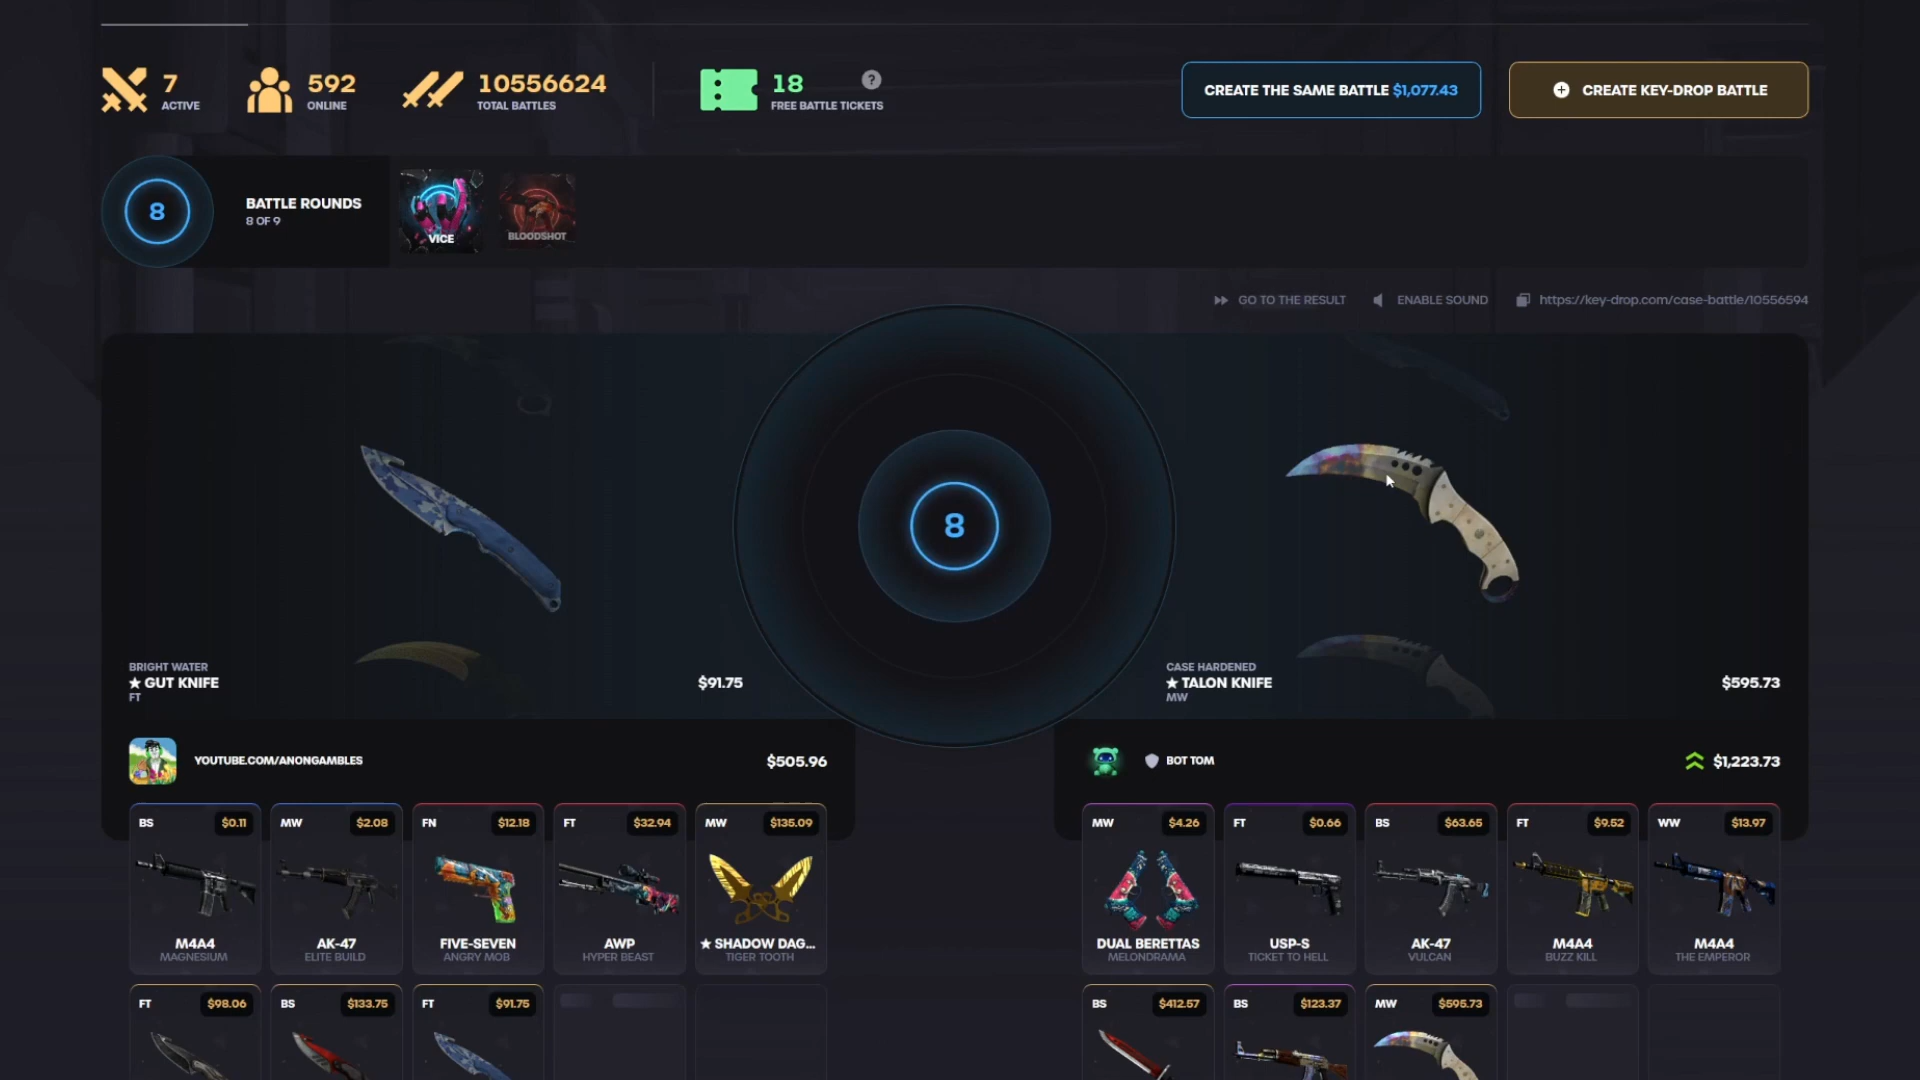 7
ACTIVE
592
ONLINE
10556624
TOTAL BATTLES
18
FREE BATTLE TICKETS
?
CREATE THE SAME BATTLE $1,077.43
CREATE KEY-DROP BATTLE
8
BATTLE ROUNDS
8 OF 9
VICE
BLOODSHOT
GO TO THE RESULT
ENABLE SOUND
https://key-drop.com/case-battle/10556594
8
BRIGHT WATER
★ GUT KNIFE
FT
$91.75
CASE HARDENED
★ TALON KNIFE
MW
$595.73
YOUTUBE.COM/ANONGAMBLES
$505.96
BOT TOM
$1,223.73
BS $0.11
M4A4
MAGNESIUM
MW $2.08
AK-47
ELITE BUILD
FN $12.18
FIVE-SEVEN
ANGRY MOB
FT $32.94
AWP
HYPER BEAST
MW $135.09
★ SHADOW DAG...
TIGER TOOTH
MW $4.26
DUAL BERETTAS
MELONDRAMA
FT $0.66
USP-S
TICKET TO HELL
BS $63.65
AK-47
VULCAN
FT $9.52
M4A4
BUZZ KILL
WW $13.97
M4A4
THE EMPEROR
FT $98.06
BS $133.75
FT $91.75
BS $412.57
BS $123.37
MW $595.73